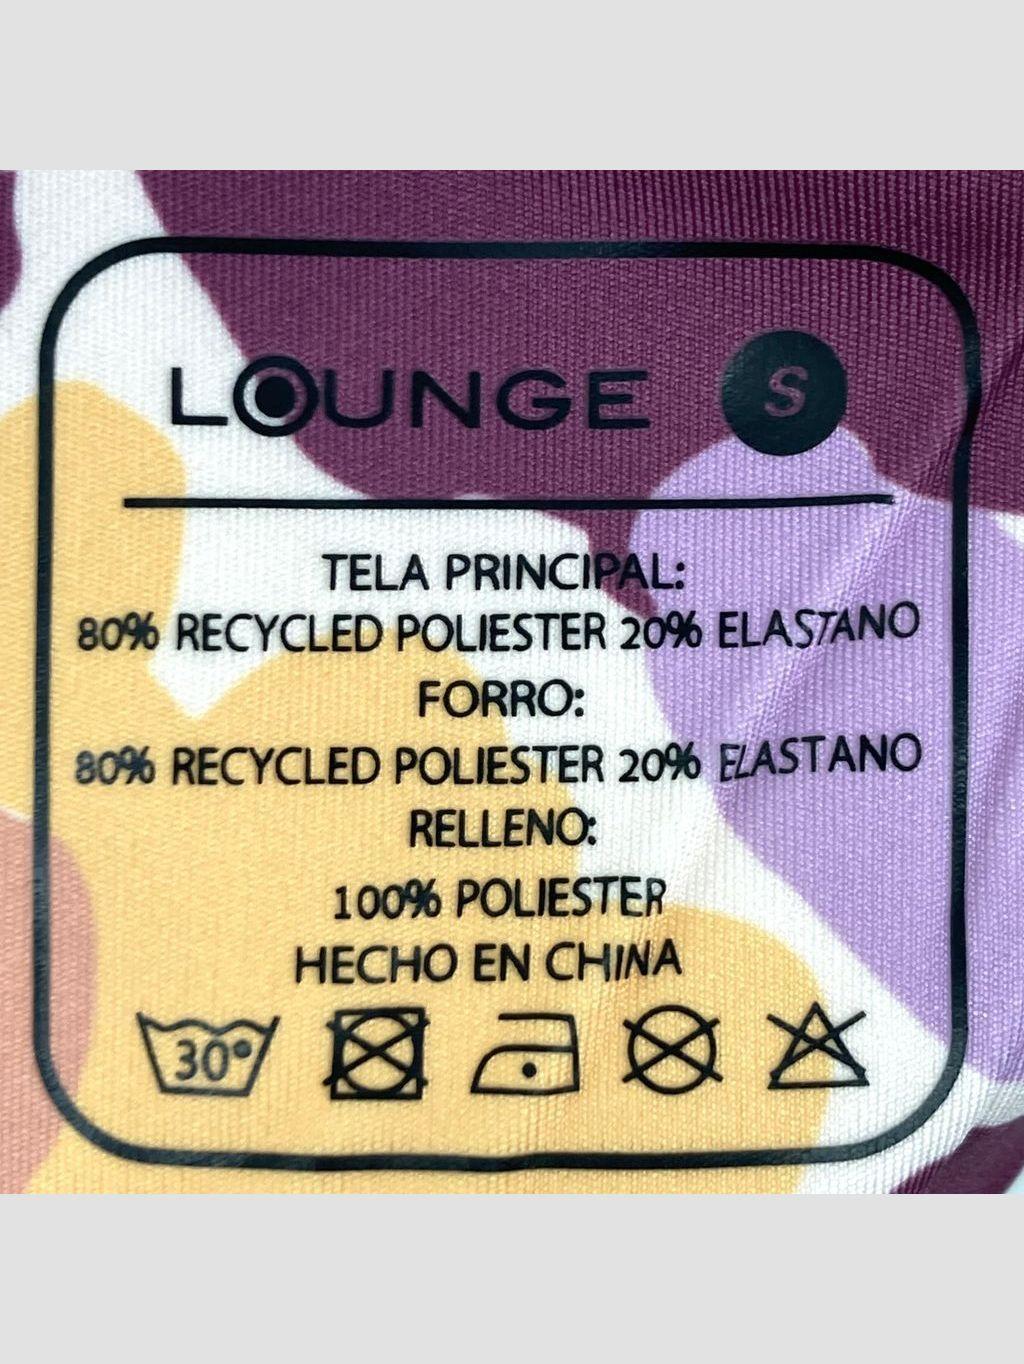 LOUNGE S
TELA PRINCIPAL:
80% RECYCLED POLIESTER 20% ELASTANO
FORRO:
80% RECYCLED POLIESTER 20% ELASTANO
RELLENO:
100% POLIESTER
HECHO EN CHINA
30°